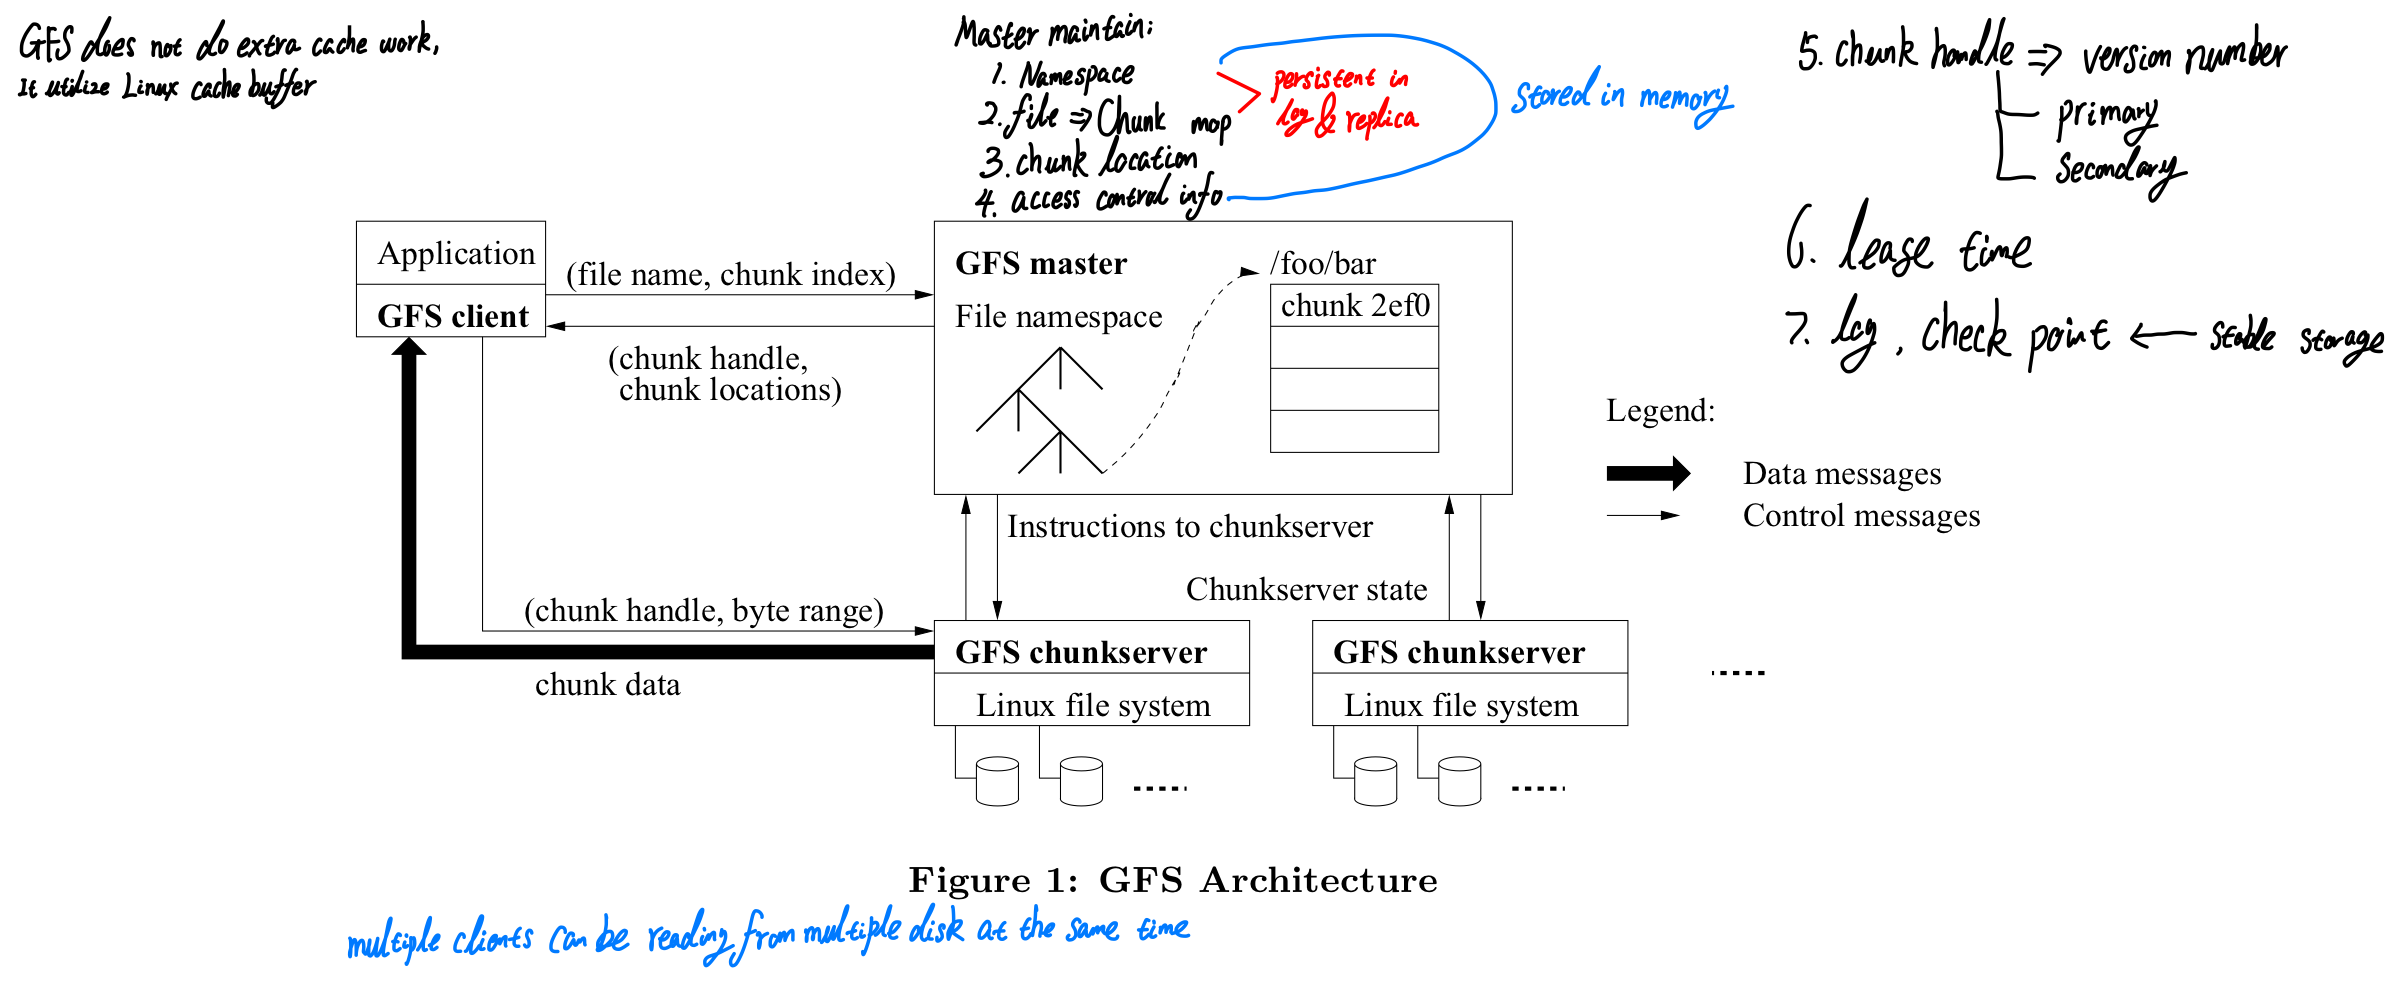 GFS does not do extra cache work,
It utilize Linux cache buffer
Master maintain:
1. Namespace
2. file => Chunk map
3. chunk location
4. access control info
persistent in
log & replica
Stored in memory
5. chunk handle => version number
primary
secondary
6. lease time
7. log, check point ← stable storage
Application
GFS client
(file name, chunk index)
(chunk handle,
chunk locations)
GFS master
File namespace
/foo/bar
chunk 2ef0
Legend:
Data messages
Control messages
Instructions to chunkserver
Chunkserver state
(chunk handle, byte range)
chunk data
GFS chunkserver
Linux file system
GFS chunkserver
Linux file system
Figure 1: GFS Architecture
multiple clients can be reading from multiple disk at the same time